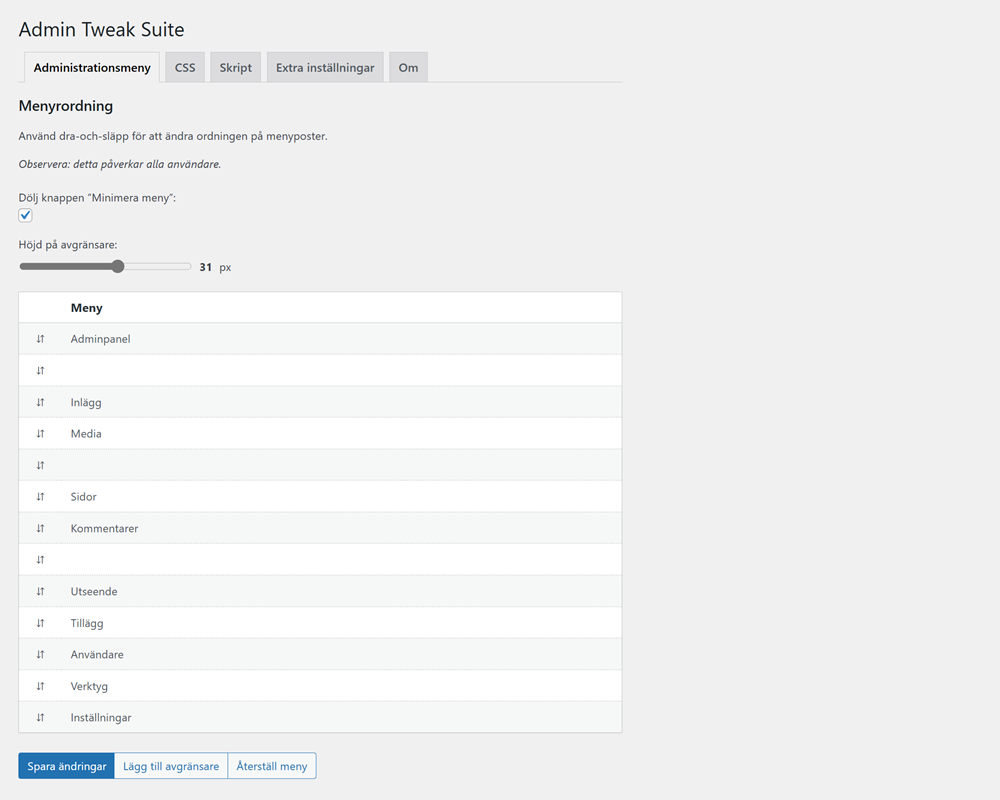 Admin Tweak Suite
Administrationsmeny CSS Skript Extra inställningar Om
Menyrordning
Använd dra-och-släpp för att ändra ordningen på menyposter.
Observera: detta påverkar alla användare.
Dölj knappen "Minimera meny":
Höjd på avgränsare:
31 px
Meny
Adminpanel
Inlägg
Media
Sidor
Kommentarer
Utseende
Tillägg
Användare
Verktyg
Inställningar
Spara ändringar Lägg till avgränsare Återställ meny